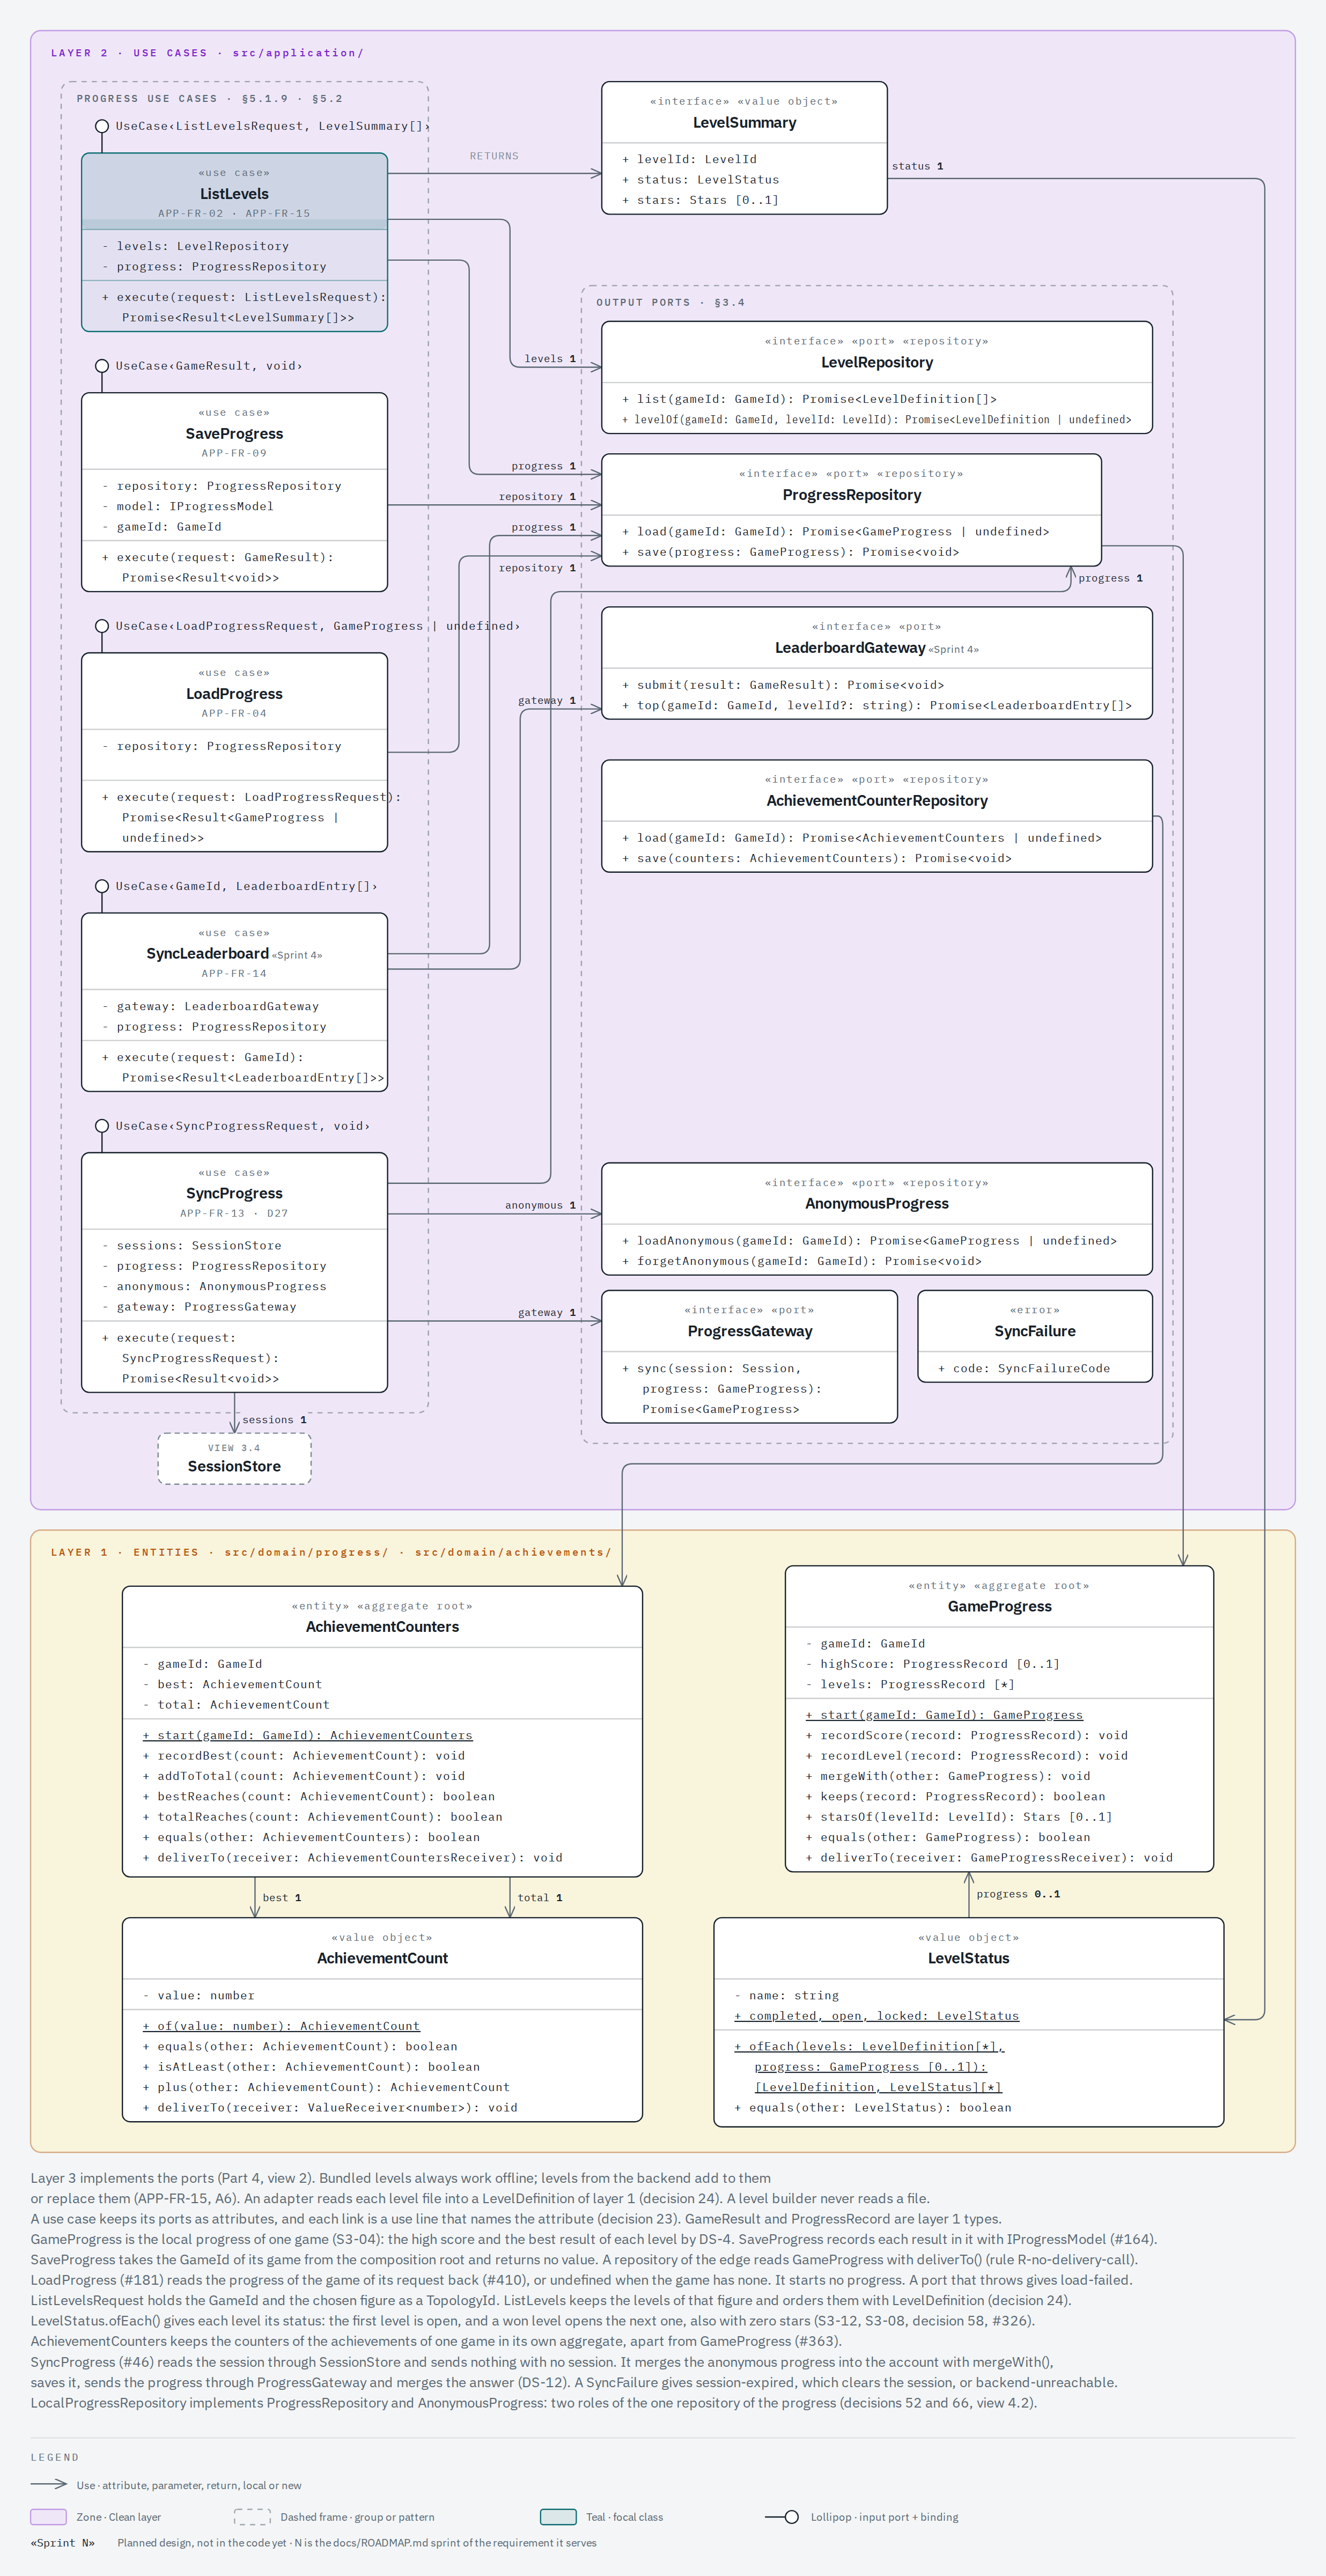 LAYER 2 · USE CASES · src/application/
PROGRESS USE CASES · §5.1.9 · §5.2
UseCase‹ListLevelsRequest, LevelSummary[]›
«use case»
ListLevels
APP-FR-02 · APP-FR-15
- levels: LevelRepository
- progress: ProgressRepository
+ execute(request: ListLevelsRequest):
Promise<Result<LevelSummary[]>>
RETURNS
«interface» «value object»
LevelSummary
+ levelId: LevelId
+ status: LevelStatus
+ stars: Stars [0..1]
status 1
UseCase‹GameResult, void›
«use case»
SaveProgress
APP-FR-09
- repository: ProgressRepository
- model: IProgressModel
- gameId: GameId
+ execute(request: GameResult):
Promise<Result<void>>
UseCase‹LoadProgressRequest, GameProgress | undefined›
«use case»
LoadProgress
APP-FR-04
- repository: ProgressRepository
+ execute(request: LoadProgressRequest):
Promise<Result<GameProgress |
undefined>>
UseCase‹GameId, LeaderboardEntry[]›
«use case»
SyncLeaderboard «Sprint 4»
APP-FR-14
- gateway: LeaderboardGateway
- progress: ProgressRepository
+ execute(request: GameId):
Promise<Result<LeaderboardEntry[]>>
UseCase‹SyncProgressRequest, void›
«use case»
SyncProgress
APP-FR-13 · D27
- sessions: SessionStore
- progress: ProgressRepository
- anonymous: AnonymousProgress
- gateway: ProgressGateway
+ execute(request:
SyncProgressRequest):
Promise<Result<void>>
sessions 1
VIEW 3.4
SessionStore
OUTPUT PORTS · §3.4
levels 1
«interface» «port» «repository»
LevelRepository
+ list(gameId: GameId): Promise<LevelDefinition[]>
+ levelOf(gameId: GameId, levelId: LevelId): Promise<LevelDefinition | undefined>
progress 1
repository 1
progress 1
repository 1
«interface» «port» «repository»
ProgressRepository
+ load(gameId: GameId): Promise<GameProgress | undefined>
+ save(progress: GameProgress): Promise<void>
progress 1
gateway 1
«interface» «port»
LeaderboardGateway «Sprint 4»
+ submit(result: GameResult): Promise<void>
+ top(gameId: GameId, levelId?: string): Promise<LeaderboardEntry[]>
«interface» «port» «repository»
AchievementCounterRepository
+ load(gameId: GameId): Promise<AchievementCounters | undefined>
+ save(counters: AchievementCounters): Promise<void>
anonymous 1
«interface» «port» «repository»
AnonymousProgress
+ loadAnonymous(gameId: GameId): Promise<GameProgress | undefined>
+ forgetAnonymous(gameId: GameId): Promise<void>
gateway 1
«interface» «port»
ProgressGateway
+ sync(session: Session,
progress: GameProgress):
Promise<GameProgress>
«error»
SyncFailure
+ code: SyncFailureCode
LAYER 1 · ENTITIES · src/domain/progress/ · src/domain/achievements/
«entity» «aggregate root»
AchievementCounters
- gameId: GameId
- best: AchievementCount
- total: AchievementCount
+ start(gameId: GameId): AchievementCounters
+ recordBest(count: AchievementCount): void
+ addToTotal(count: AchievementCount): void
+ bestReaches(count: AchievementCount): boolean
+ totalReaches(count: AchievementCount): boolean
+ equals(other: AchievementCounters): boolean
+ deliverTo(receiver: AchievementCountersReceiver): void
best 1
total 1
«value object»
AchievementCount
- value: number
+ of(value: number): AchievementCount
+ equals(other: AchievementCount): boolean
+ isAtLeast(other: AchievementCount): boolean
+ plus(other: AchievementCount): AchievementCount
+ deliverTo(receiver: ValueReceiver<number>): void
«entity» «aggregate root»
GameProgress
- gameId: GameId
- highScore: ProgressRecord [0..1]
- levels: ProgressRecord [*]
+ start(gameId: GameId): GameProgress
+ recordScore(record: ProgressRecord): void
+ recordLevel(record: ProgressRecord): void
+ mergeWith(other: GameProgress): void
+ keeps(record: ProgressRecord): boolean
+ starsOf(levelId: LevelId): Stars [0..1]
+ equals(other: GameProgress): boolean
+ deliverTo(receiver: GameProgressReceiver): void
progress 0..1
«value object»
LevelStatus
- name: string
+ completed, open, locked: LevelStatus
+ ofEach(levels: LevelDefinition[*],
progress: GameProgress [0..1]):
[LevelDefinition, LevelStatus][*]
+ equals(other: LevelStatus): boolean
Layer 3 implements the ports (Part 4, view 2). Bundled levels always work offline; levels from the backend add to them
or replace them (APP-FR-15, A6). An adapter reads each level file into a LevelDefinition of layer 1 (decision 24). A level builder never reads a file.
A use case keeps its ports as attributes, and each link is a use line that names the attribute (decision 23). GameResult and ProgressRecord are layer 1 types.
GameProgress is the local progress of one game (S3-04): the high score and the best result of each level by DS-4. SaveProgress records each result in it with IProgressModel (#164).
SaveProgress takes the GameId of its game from the composition root and returns no value. A repository of the edge reads GameProgress with deliverTo() (rule R-no-delivery-call).
LoadProgress (#181) reads the progress of the game of its request back (#410), or undefined when the game has none. It starts no progress. A port that throws gives load-failed.
ListLevelsRequest holds the GameId and the chosen figure as a TopologyId. ListLevels keeps the levels of that figure and orders them with LevelDefinition (decision 24).
LevelStatus.ofEach() gives each level its status: the first level is open, and a won level opens the next one, also with zero stars (S3-12, S3-08, decision 58, #326).
AchievementCounters keeps the counters of the achievements of one game in its own aggregate, apart from GameProgress (#363).
SyncProgress (#46) reads the session through SessionStore and sends nothing with no session. It merges the anonymous progress into the account with mergeWith(),
saves it, sends the progress through ProgressGateway and merges the answer (DS-12). A SyncFailure gives session-expired, which clears the session, or backend-unreachable.
LocalProgressRepository implements ProgressRepository and AnonymousProgress: two roles of the one repository of the progress (decisions 52 and 66, view 4.2).
LEGEND
Use · attribute, parameter, return, local or new
Zone · Clean layer
Dashed frame · group or pattern
Teal · focal class
Lollipop · input port + binding
«Sprint N»
Planned design, not in the code yet · N is the docs/ROADMAP.md sprint of the requirement it serves